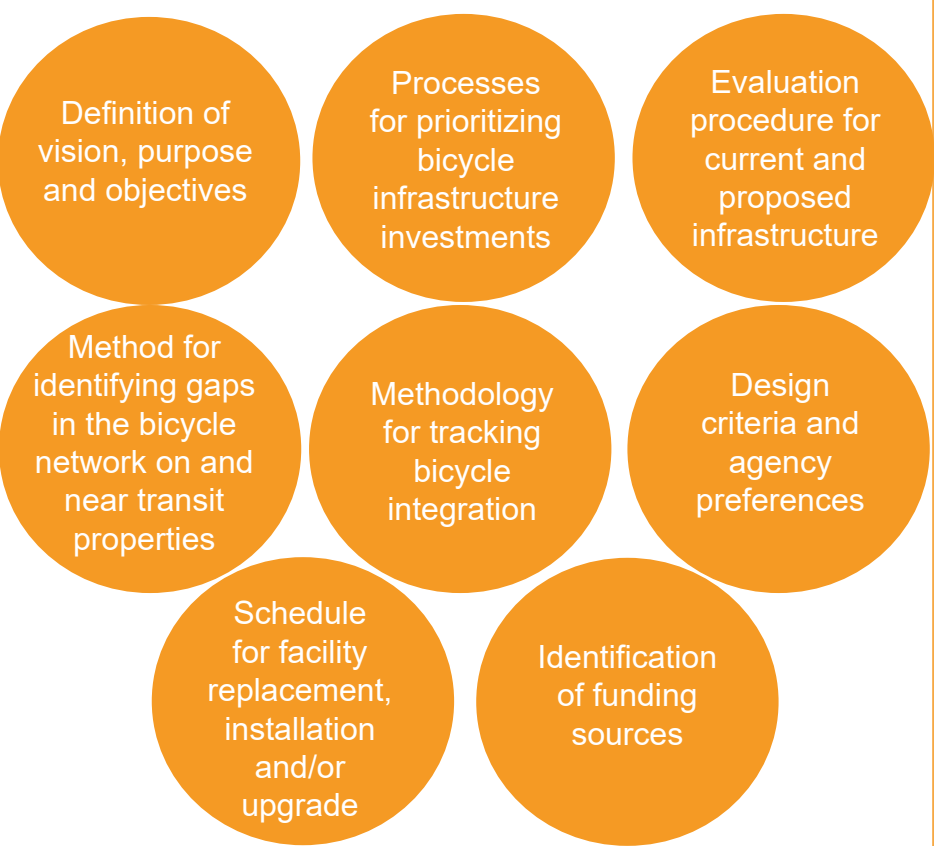 Definition of
vision, purpose
and objectives
Processes
for prioritizing
bicycle
infrastructure
investments
Evaluation
procedure for
current and
proposed
infrastructure
Method for
identifying gaps
in the bicycle
network on and
near transit
properties
Methodology
for tracking
bicycle
integration
Design
criteria and
agency
preferences
Schedule
for facility
replacement,
installation
and/or
upgrade
Identification
of funding
sources